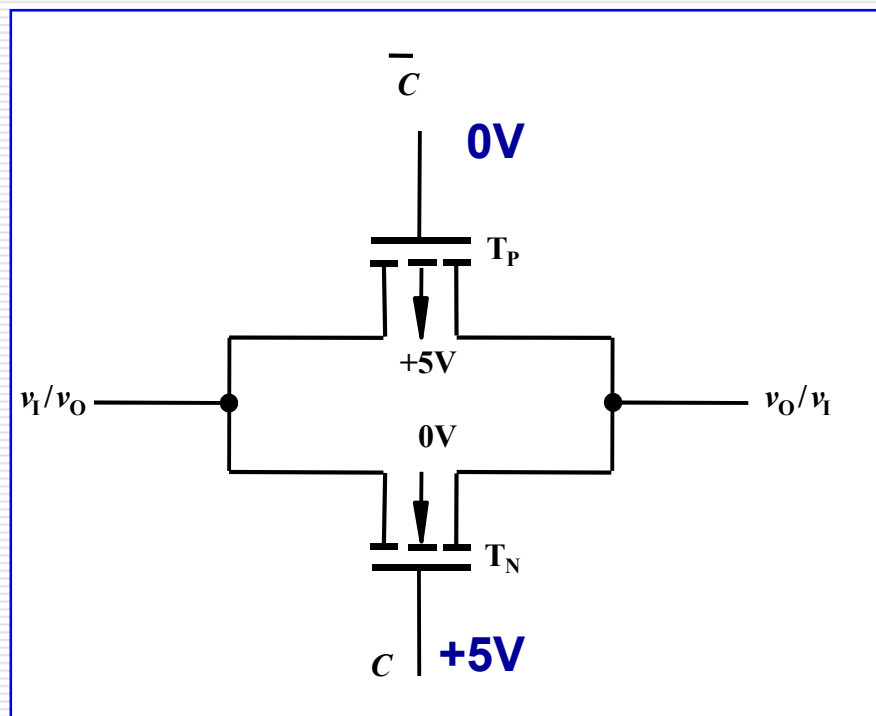 C̅
0V
T_P
+5V
v_I/v_O
v_O/v_I
0V
T_N
C
+5V